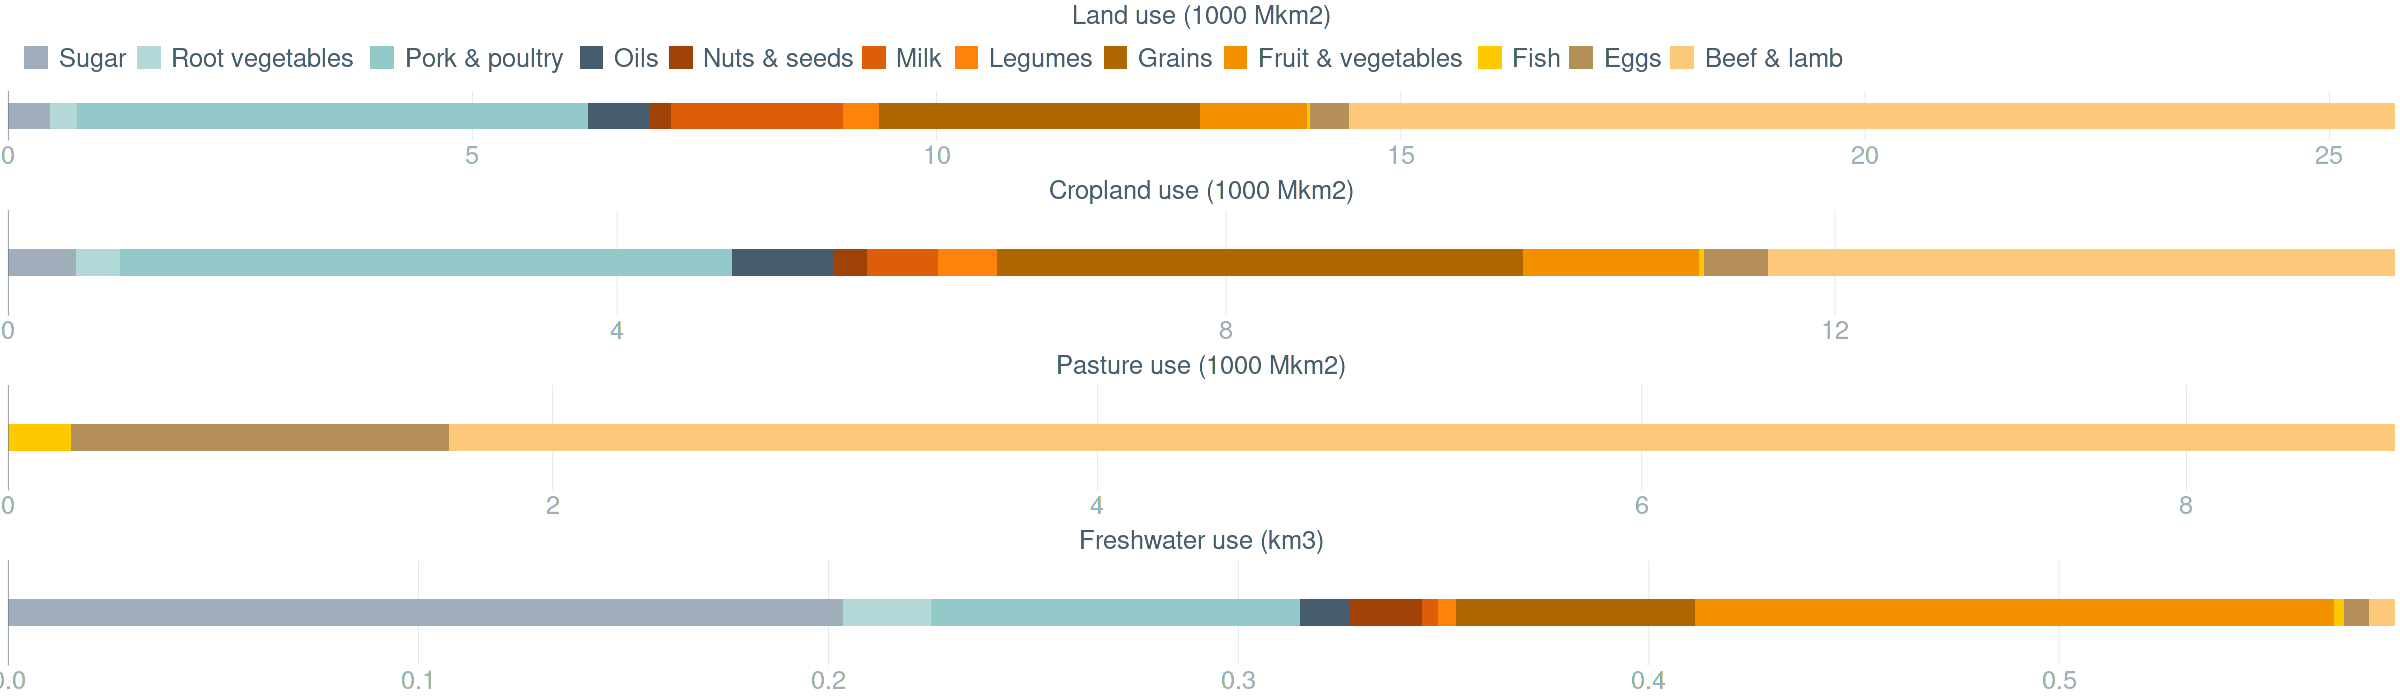 Land use (1000 Mkm2)
Sugar Root vegetables Pork & poultry Oils Nuts & seeds Milk Legumes Grains Fruit & vegetables Fish Eggs Beef & lamb
0 5 10 15 20 25
Cropland use (1000 Mkm2)
0 4 8 12
Pasture use (1000 Mkm2)
0 2 4 6 8
Freshwater use (km3)
0.0 0.1 0.2 0.3 0.4 0.5